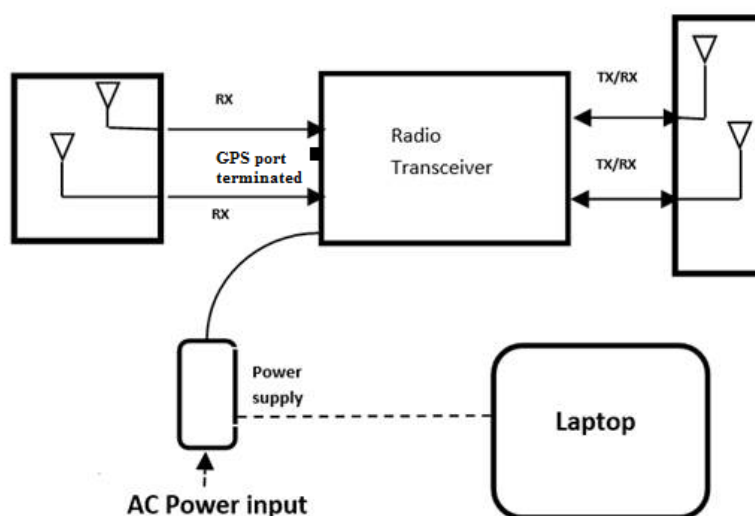 RX
TX/RX
Radio
Transceiver
GPS port
terminated
TX/RX
RX
Power
supply
Laptop
AC Power input